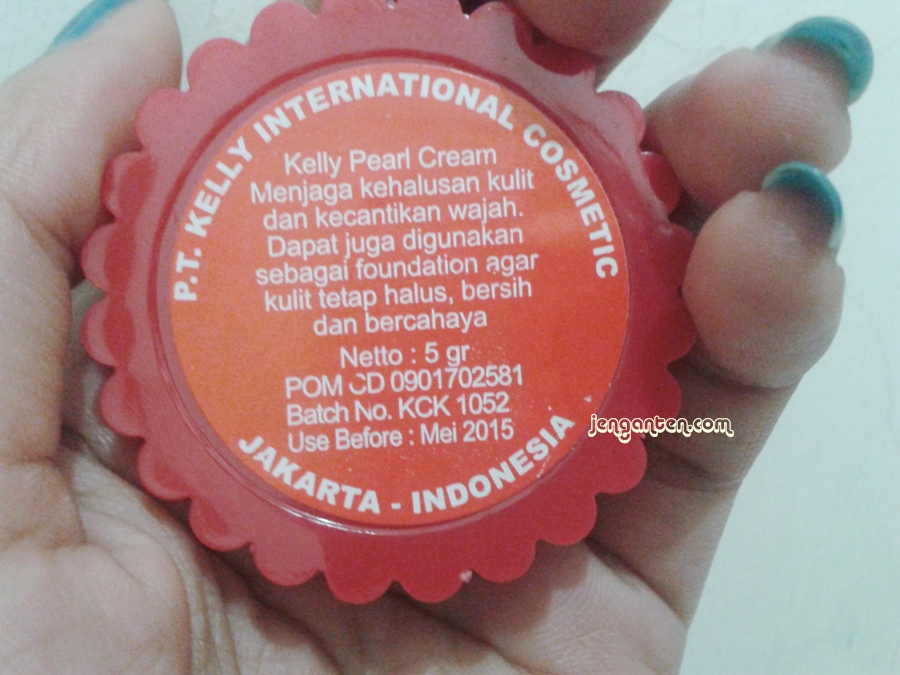 P.T. KELLY INTERNATIONAL COSMETIC
Kelly Pearl Cream
Menjaga kehalusan kulit
dan kecantikan wajah.
Dapat juga digunakan
sebagai foundation agar
kulit tetap halus, bersih
dan bercahaya
Netto : 5 gr
POM CD 0901702581
Batch No. KCK 1052
Use Before : Mei 2015
JAKARTA - INDONESIA
jenganten.com